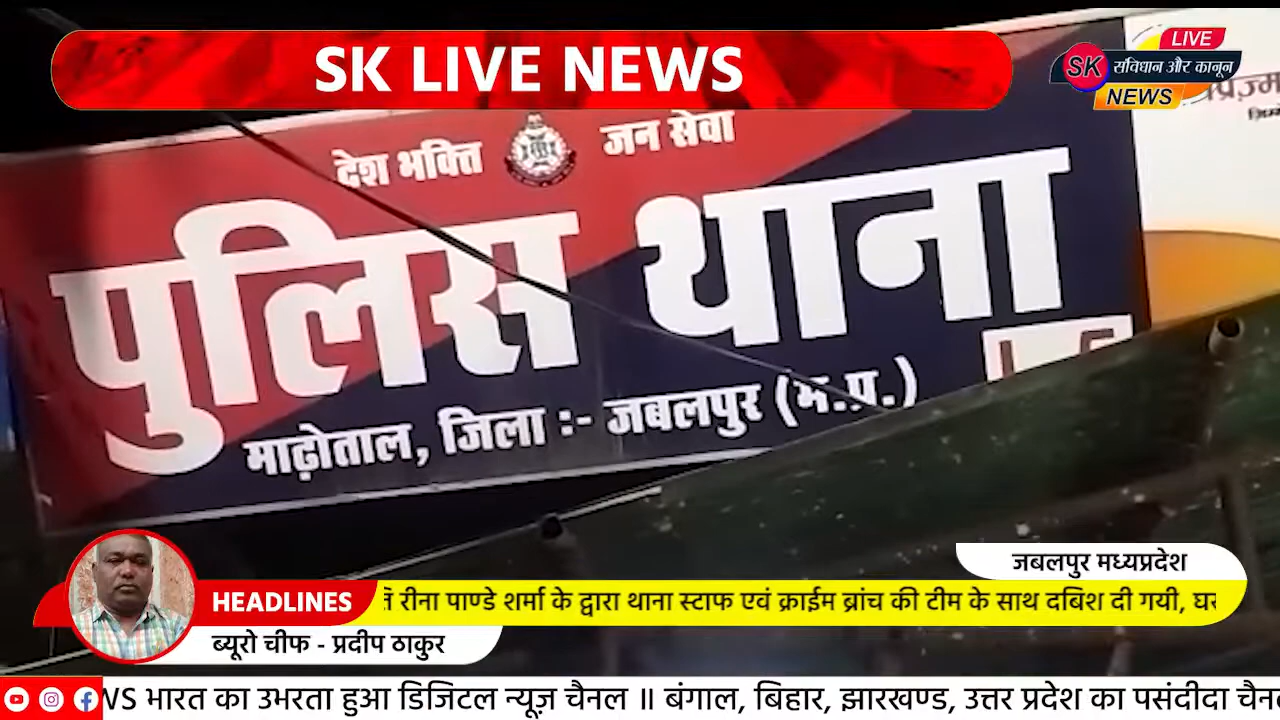 SK LIVE NEWS
LIVE
SK संविधान और कानून
NEWS
देश भक्ति जन सेवा
पुलिस थाना
माढ़ोताल, जिला :- जबलपुर (म.प्र.)
जबलपुर मध्यप्रदेश
HEADLINES रीना पाण्डे शर्मा के द्वारा थाना स्टाफ एवं क्राईम ब्रांच की टीम के साथ दबिश दी गयी,
ब्यूरो चीफ - प्रदीप ठाकुर
भारत का उभरता हुआ डिजिटल न्यूज़ चैनल ॥ बंगाल, बिहार, झारखण्ड, उत्तर प्रदेश का पसंदीदा